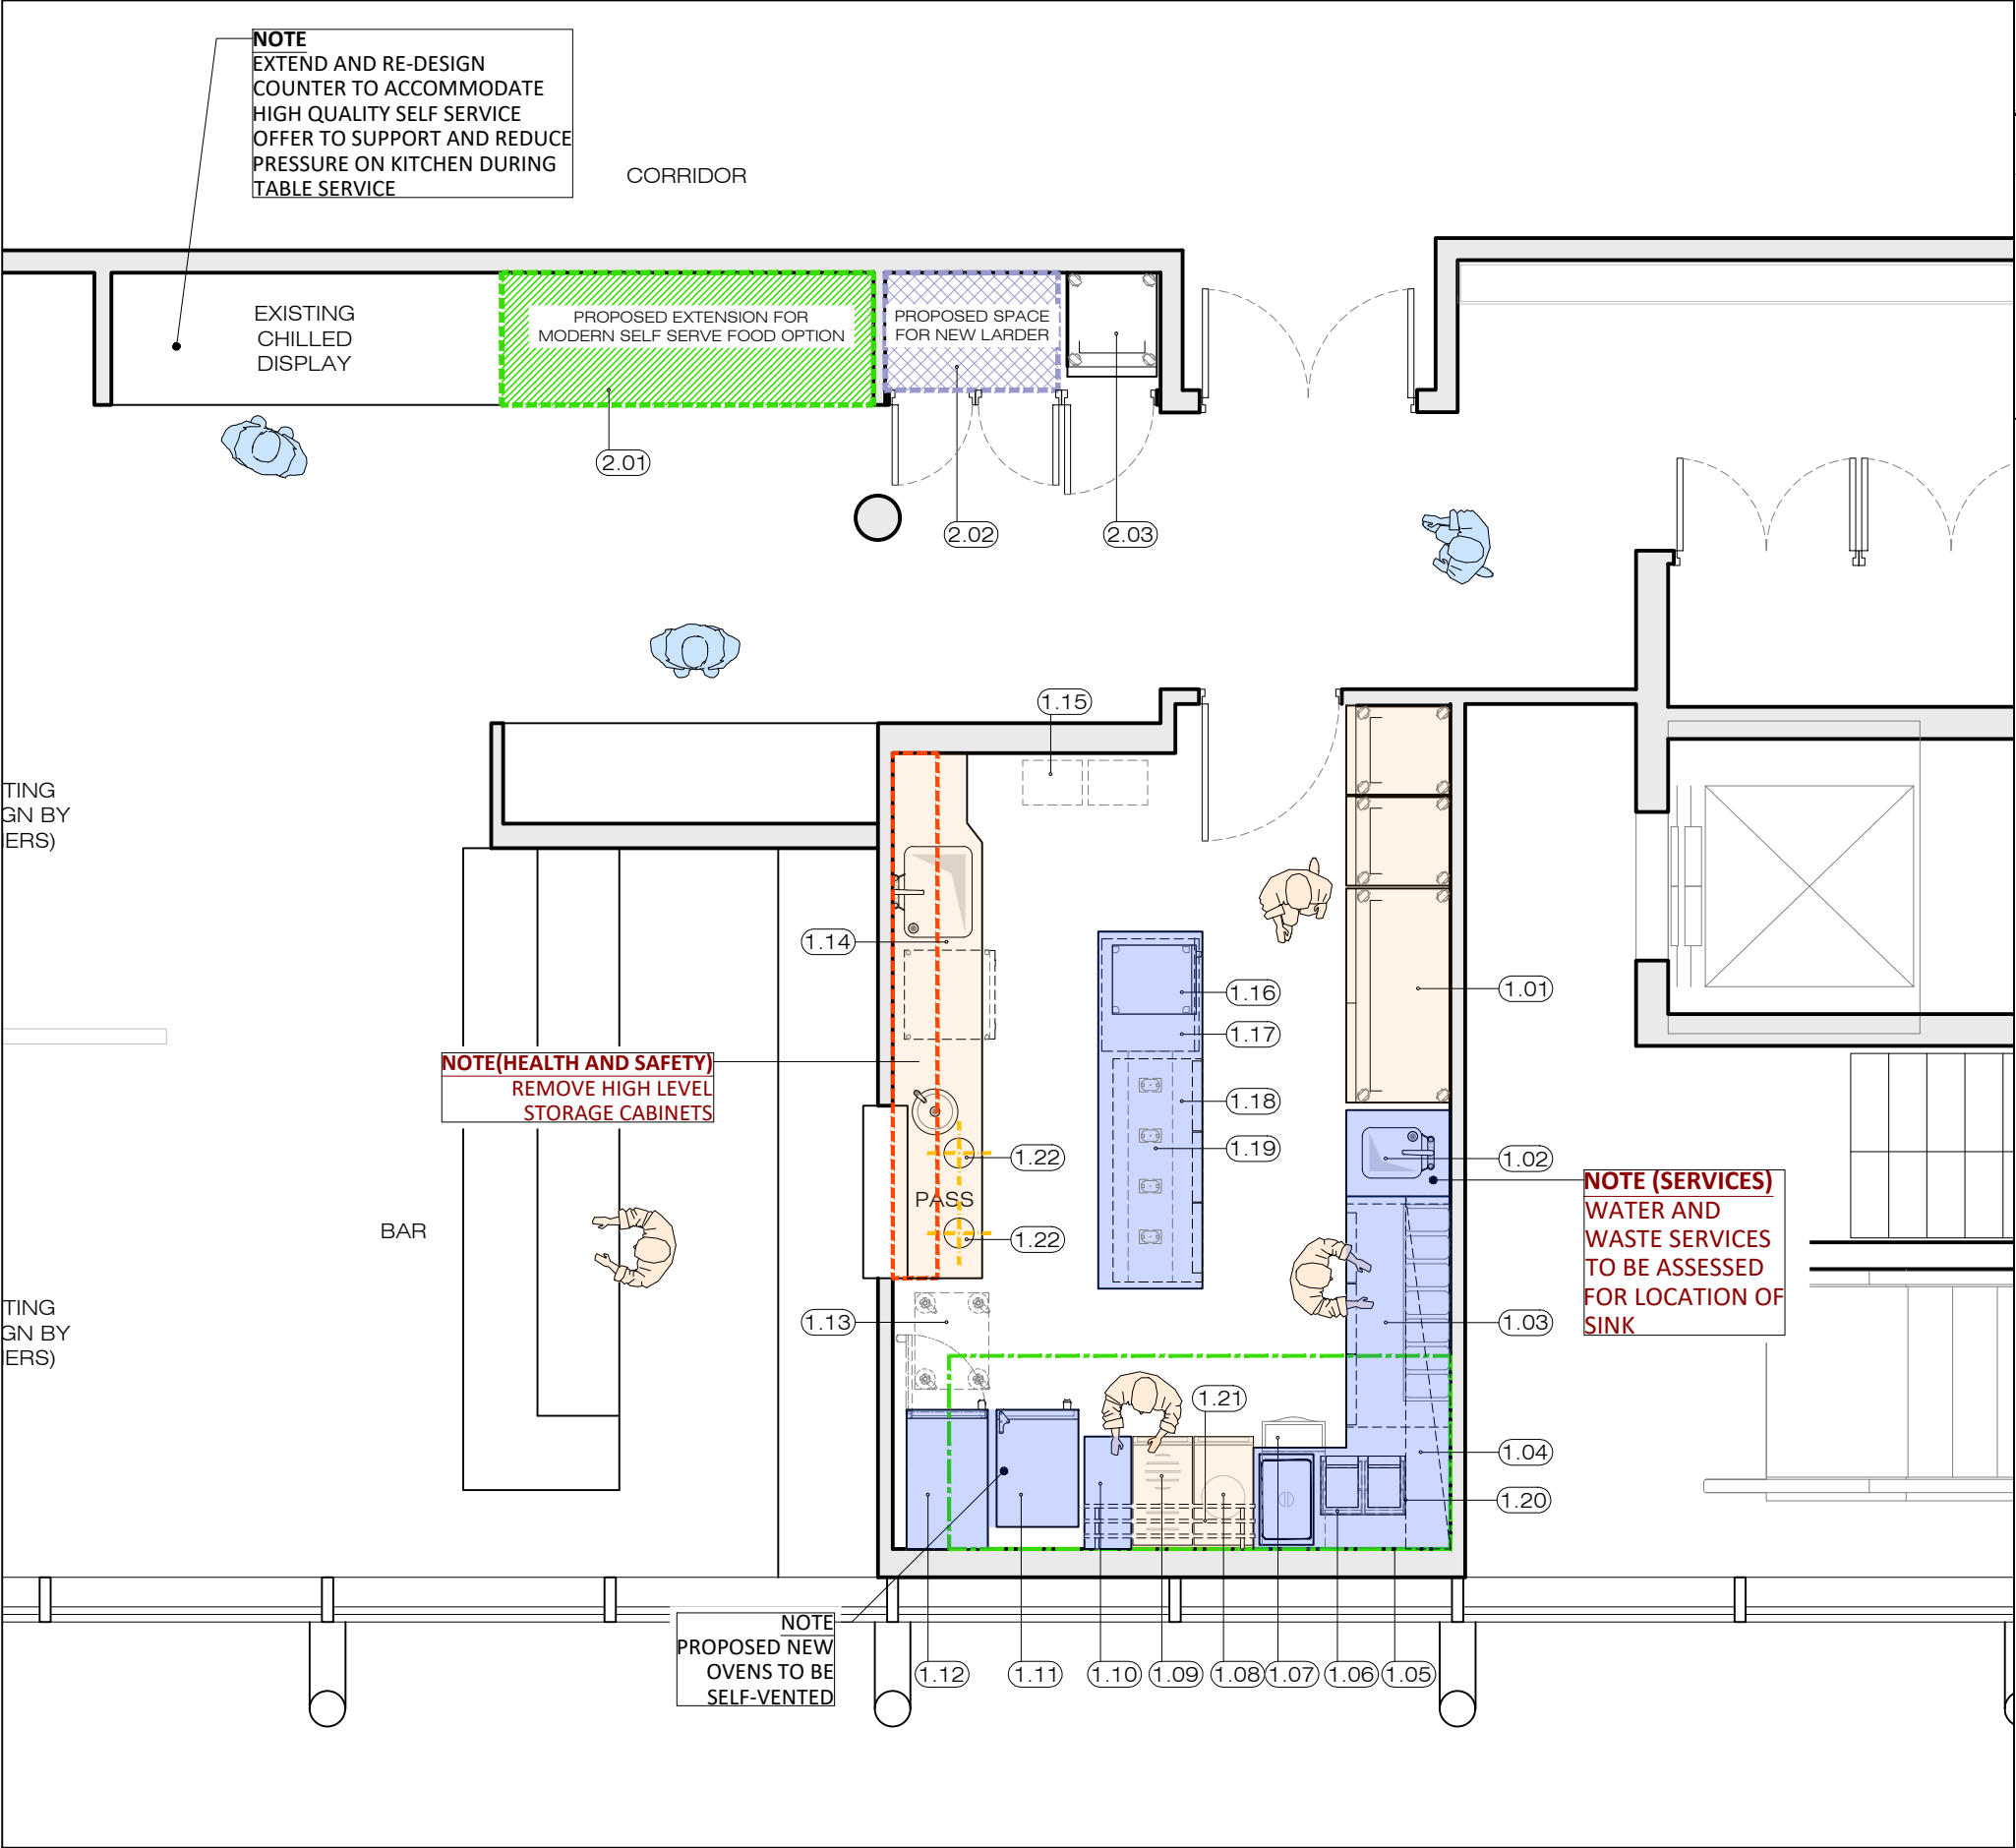 NOTE
EXTEND AND RE-DESIGN
COUNTER TO ACCOMMODATE
HIGH QUALITY SELF SERVICE
OFFER TO SUPPORT AND REDUCE
PRESSURE ON KITCHEN DURING
TABLE SERVICE
CORRIDOR
EXISTING
CHILLED
DISPLAY
PROPOSED EXTENSION FOR
MODERN SELF SERVE FOOD OPTION
PROPOSED SPACE
FOR NEW LARDER
2.01
2.02
2.03
1.15
TING
GN BY
ERS)
1.14
1.16
1.01
1.17
NOTE(HEALTH AND SAFETY)
REMOVE HIGH LEVEL
STORAGE CABINETS
1.18
1.19
1.22
1.02
NOTE (SERVICES)
WATER AND
WASTE SERVICES
TO BE ASSESSED
FOR LOCATION OF
SINK
PASS
BAR
1.22
TING
GN BY
ERS)
1.13
1.03
1.21
1.04
1.20
NOTE
PROPOSED NEW
OVENS TO BE
SELF-VENTED
1.12
1.11
1.10
1.09
1.08
1.07
1.06
1.05